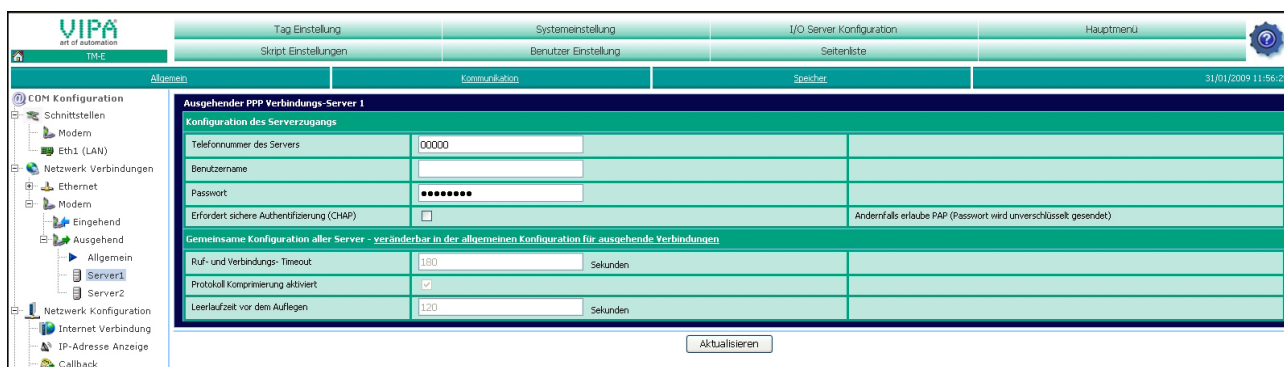 VIPA
art of automation
TM-E
Tag Einstellung
Systemeinstellung
I/O Server Konfiguration
Hauptmenü
Skript Einstellungen
Benutzer Einstellung
Seitenliste
Allgemein
Kommunikation
Speicher
31/01/2009 11:56:2
COM Konfiguration
Schnittstellen
Modem
Eth1 (LAN)
Netzwerk Verbindungen
Ethernet
Modem
Eingehend
Ausgehend
Allgemein
Server1
Server2
Netzwerk Konfiguration
Internet Verbindung
IP-Adresse Anzeige
Callback
Ausgehender PPP Verbindungs-Server 1
Konfiguration des Serverzugangs
Telefonnummer des Servers 00000
Benutzername
Passwort ●●●●●●●●
Erfordert sichere Authentifizierung (CHAP) Andernfalls erlaube PAP (Passwort wird unverschlüsselt gesendet)
Gemeinsame Konfiguration aller Server - veränderbar in der allgemeinen Konfiguration für ausgehende Verbindungen
Ruf- und Verbindungs- Timeout 180 Sekunden
Protokoll Komprimierung aktiviert
Leerlaufzeit vor dem Auflegen 120 Sekunden
Aktualisieren